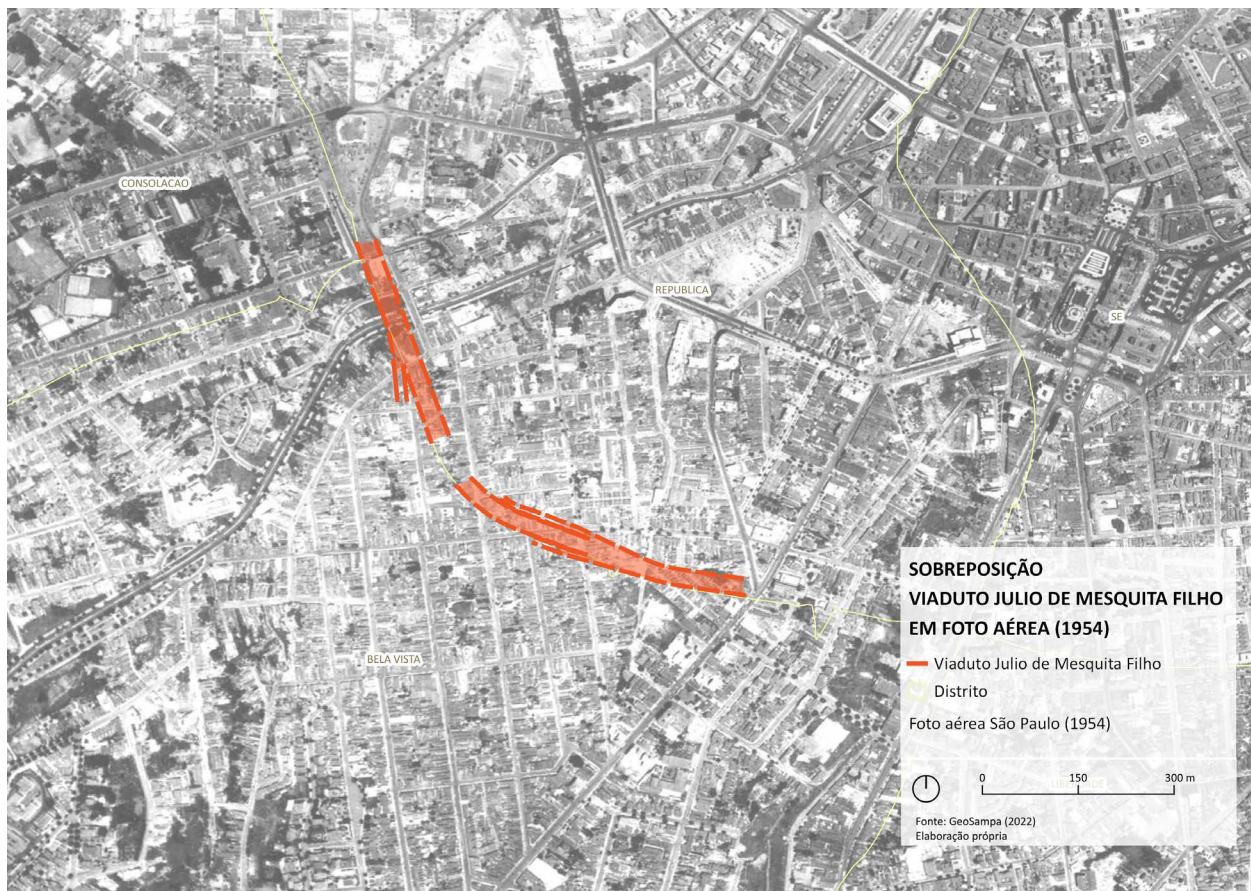 CONSOLACAO
REPUBLICA
SE
BELA VISTA
SOBREPOSIÇÃO
VIADUTO JULIO DE MESQUITA FILHO
EM FOTO AÉREA (1954)
Viaduto Julio de Mesquita Filho
Distrito
Foto aérea São Paulo (1954)
0 150 300 m
LIBERDADE
Fonte: GeoSampa (2022)
Elaboração própria